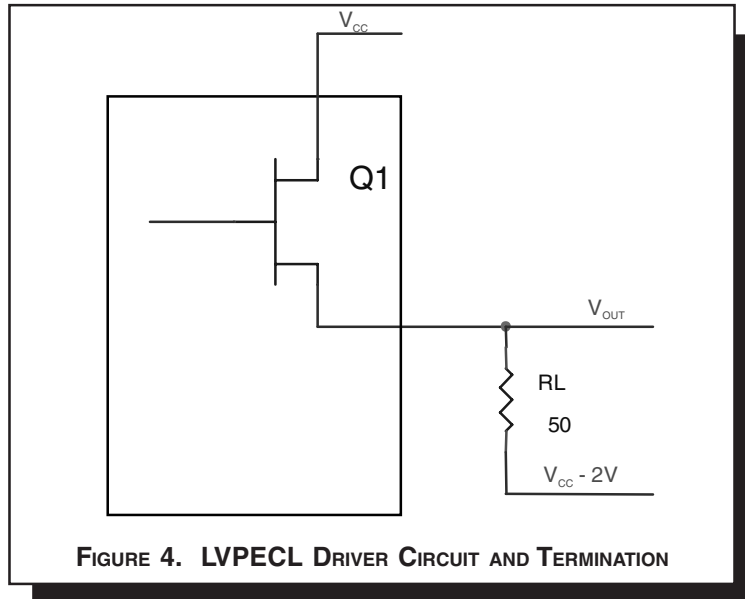 VCC
Q1
VOUT
RL
50
VCC - 2V
FIGURE 4. LVPECL DRIVER CIRCUIT AND TERMINATION